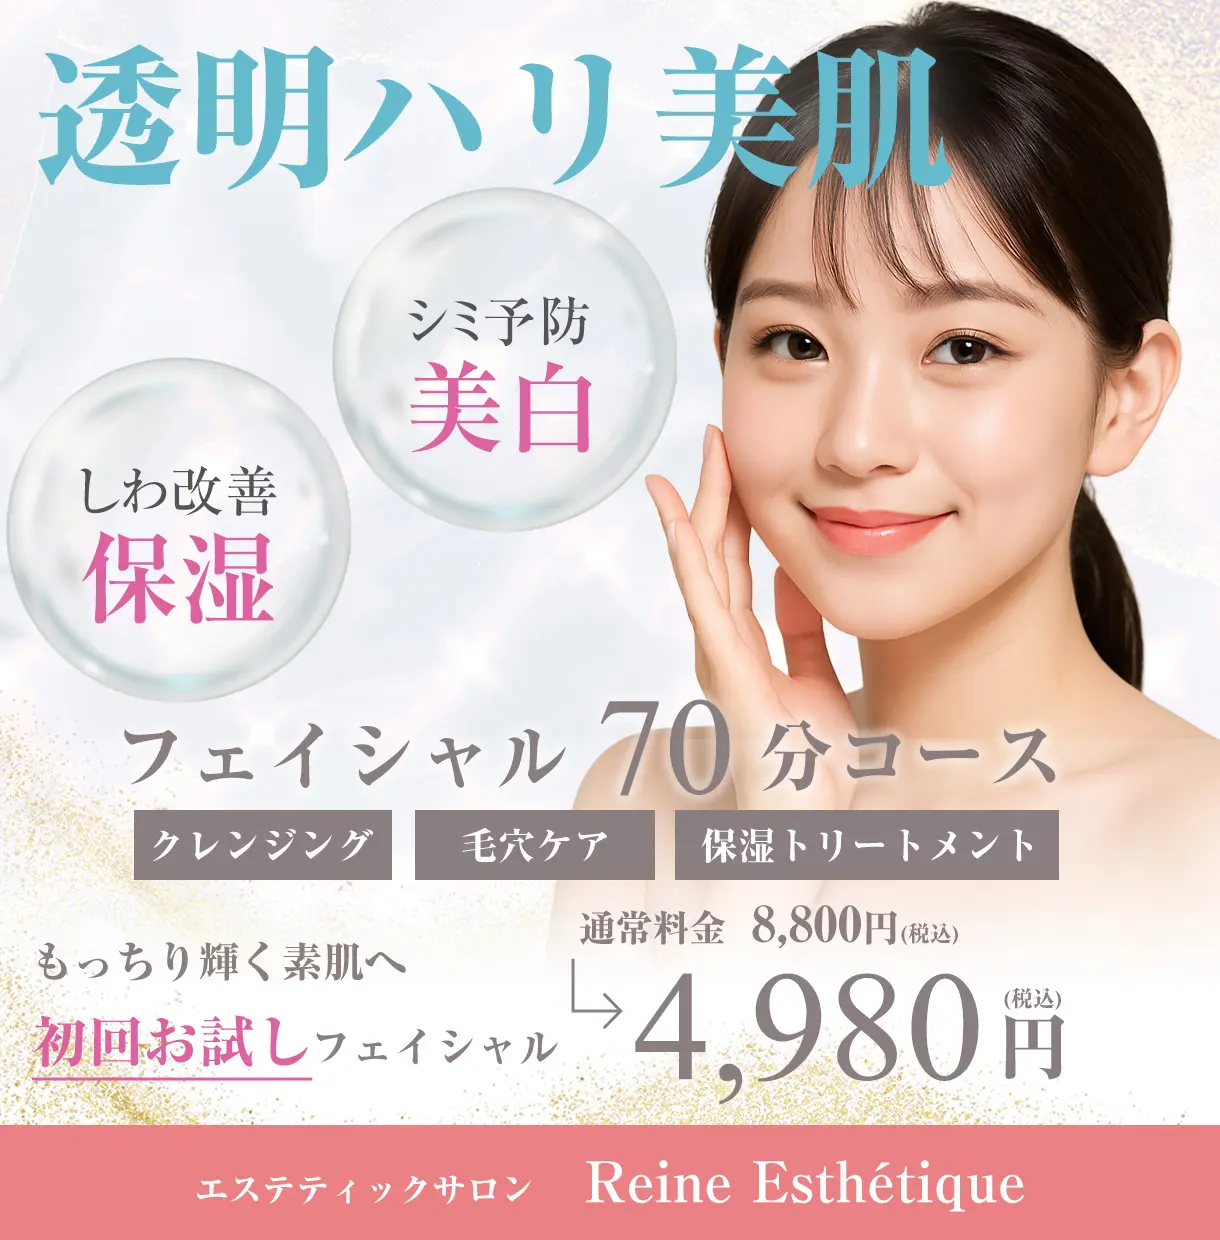 透明ハリ美肌
シミ予防
美白
しわ改善
保湿
フェイシャル 70 分コース
クレンジング 毛穴ケア 保湿トリートメント
通常料金 8,800円(税込)
もっちり輝く素肌へ
初回お試しフェイシャル
4,980円(税込)
エステティックサロン Reine Esthétique